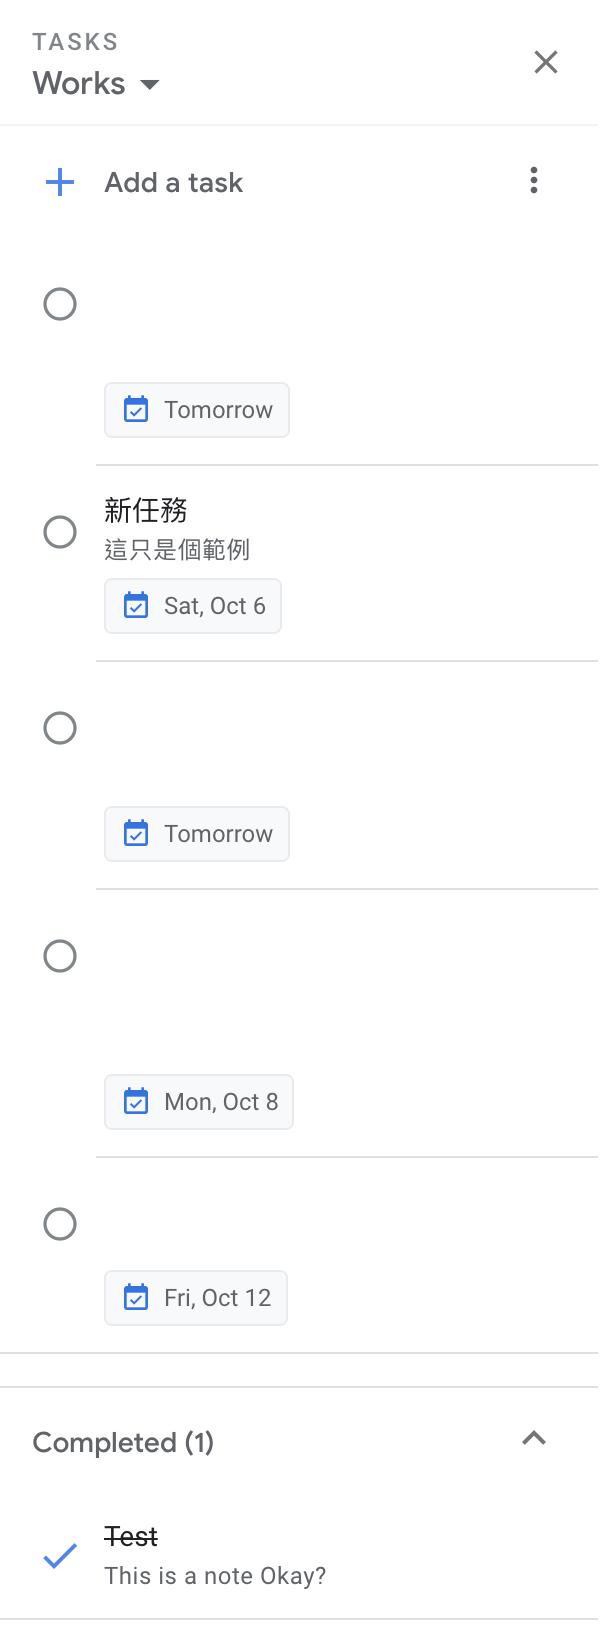 TASKS
Works
Add a task
Tomorrow
新任務
這只是個範例
Sat, Oct 6
Tomorrow
Mon, Oct 8
Fri, Oct 12
Completed (1)
Test
This is a note Okay?